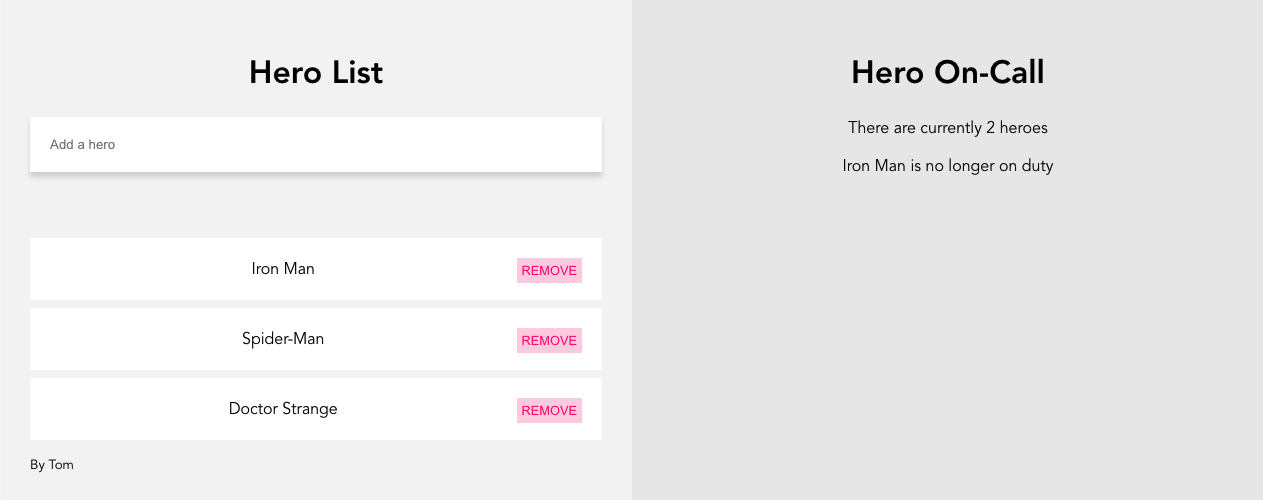 Hero List
Add a hero
Iron Man REMOVE
Spider-Man REMOVE
Doctor Strange REMOVE
By Tom
Hero On-Call
There are currently 2 heroes
Iron Man is no longer on duty